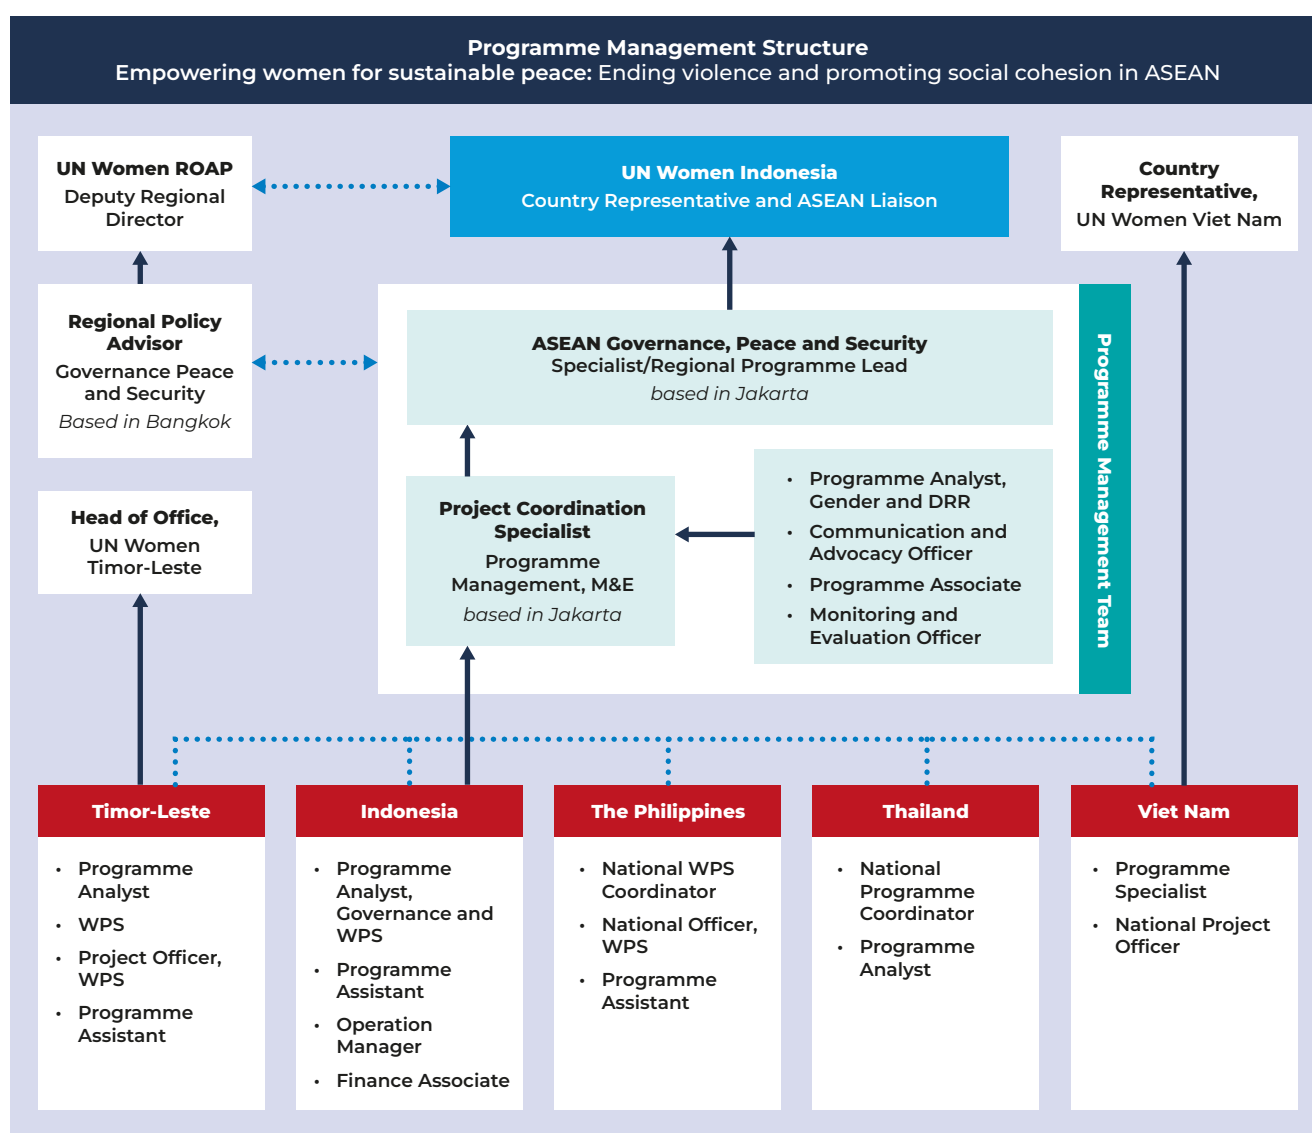 Programme Management Structure
Empowering women for sustainable peace: Ending violence and promoting social cohesion in ASEAN
UN Women ROAP
Deputy Regional
Director
UN Women Indonesia
Country Representative and ASEAN Liaison
Country
Representative,
UN Women Viet Nam
Regional Policy
Advisor
Governance Peace
and Security
Based in Bangkok
ASEAN Governance, Peace and Security
Specialist/Regional Programme Lead
based in Jakarta
Programme Management Team
Head of Office,
UN Women
Timor-Leste
Project Coordination
Specialist
Programme
Management, M&E
based in Jakarta
• Programme Analyst,
Gender and DRR
• Communication and
Advocacy Officer
• Programme Associate
• Monitoring and
Evaluation Officer
Timor-Leste
• Programme
Analyst
• WPS
• Project Officer,
WPS
• Programme
Assistant
Indonesia
• Programme
Analyst,
Governance and
WPS
• Programme
Assistant
• Operation
Manager
• Finance Associate
The Philippines
• National WPS
Coordinator
• National Officer,
WPS
• Programme
Assistant
Thailand
• National
Programme
Coordinator
• Programme
Analyst
Viet Nam
• Programme
Specialist
• National Project
Officer